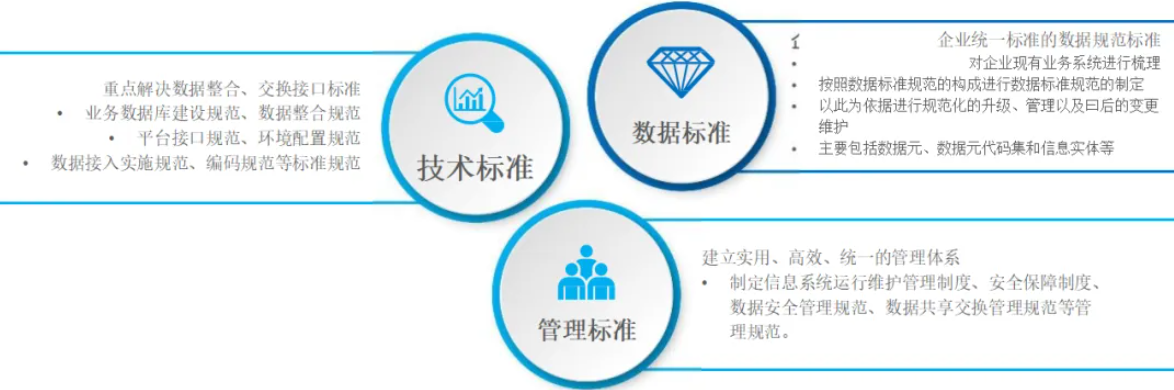 重点解决数据整合、交换接口标准
• 业务数据库建设规范、数据整合规范
• 平台接口规范、环境配置规范
• 数据接入实施规范、编码规范等标准规范
技术标准
数据标准
企业统一标准的数据规范标准
• 对企业现有业务系统进行梳理
• 按照数据标准规范的构成进行数据标准规范的制定
• 以此为依据进行规范化的升级、管理以及曰后的变更
维护
• 主要包括数据元、数据元代码集和信息实体等
管理标准
建立实用、高效、统一的管理体系
• 制定信息系统运行维护管理制度、安全保障制度、
数据安全管理规范、数据共享交换管理规范等管
理规范。